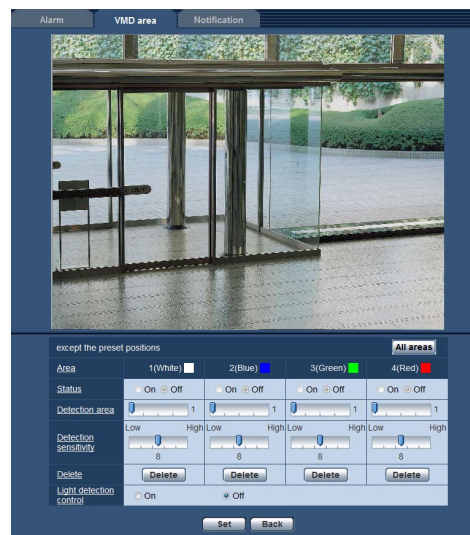 Alarm VMD area Notification
OUT
except the preset positions All areas
Area 1(White) 2(Blue) 3(Green) 4(Red)
Status On Off On Off On Off On Off
Detection area 1 1 1 1
Low High Low High Low High Low High
Detection
sensitivity
8 8 8 8
Delete Delete Delete Delete Delete
Light detection
control On Off
Set Back